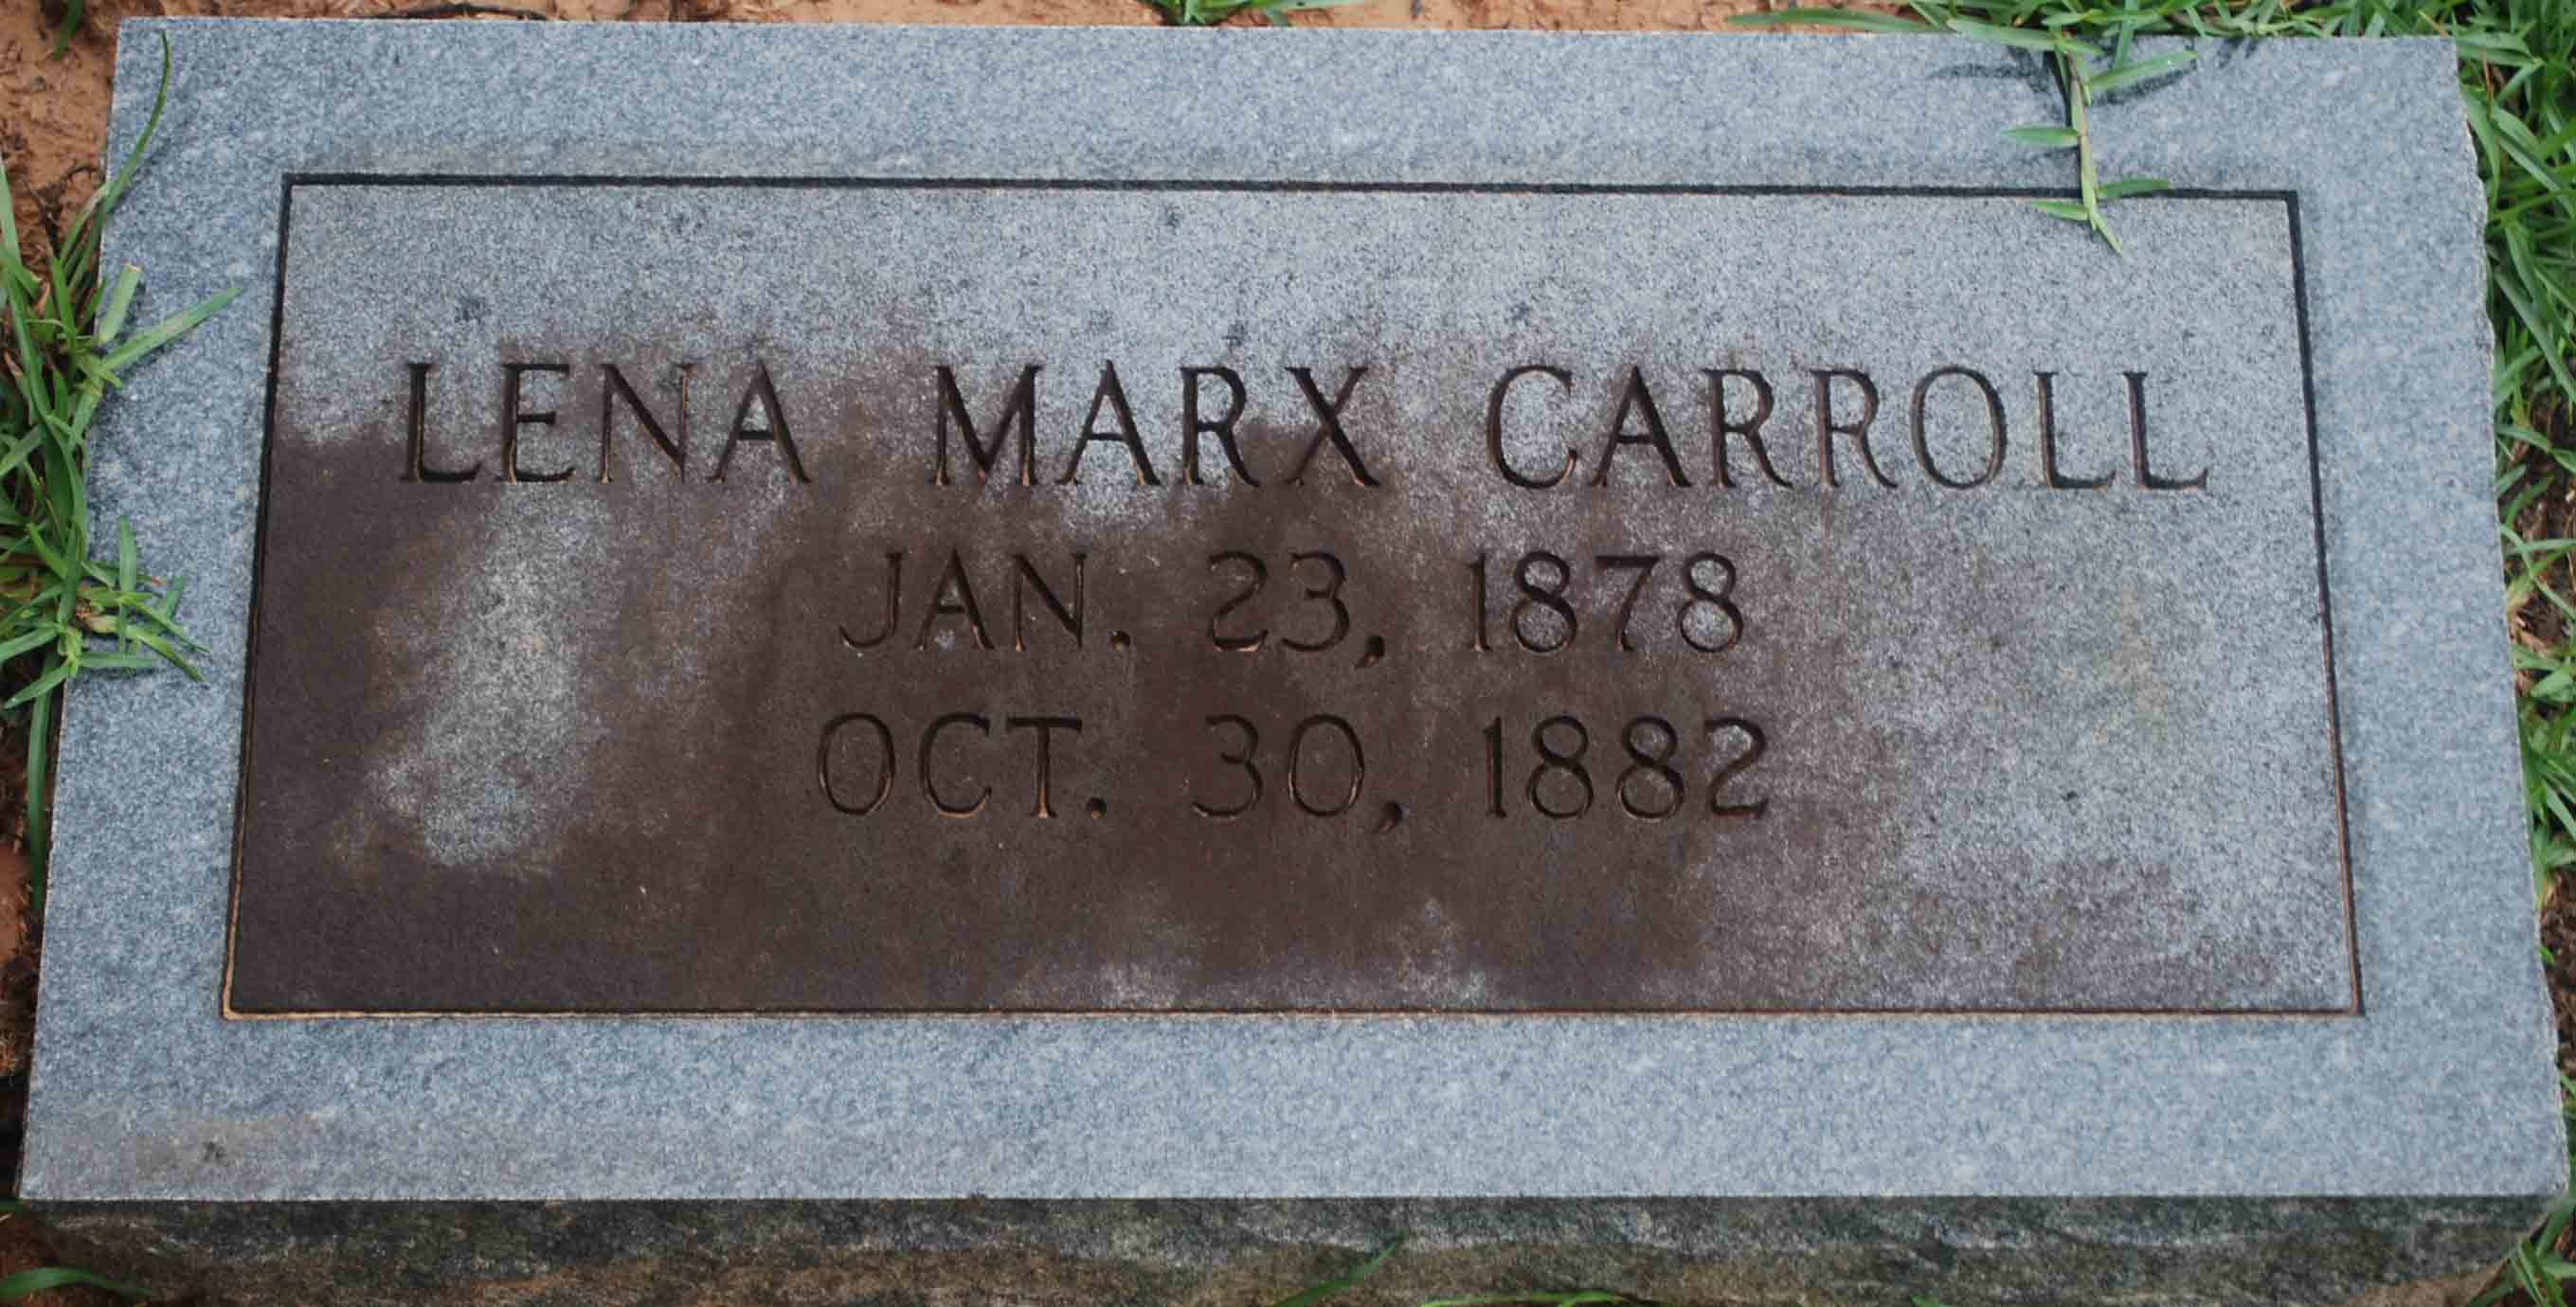 LENA MARX CARROLL
JAN. 23, 1878
OCT. 30, 1882